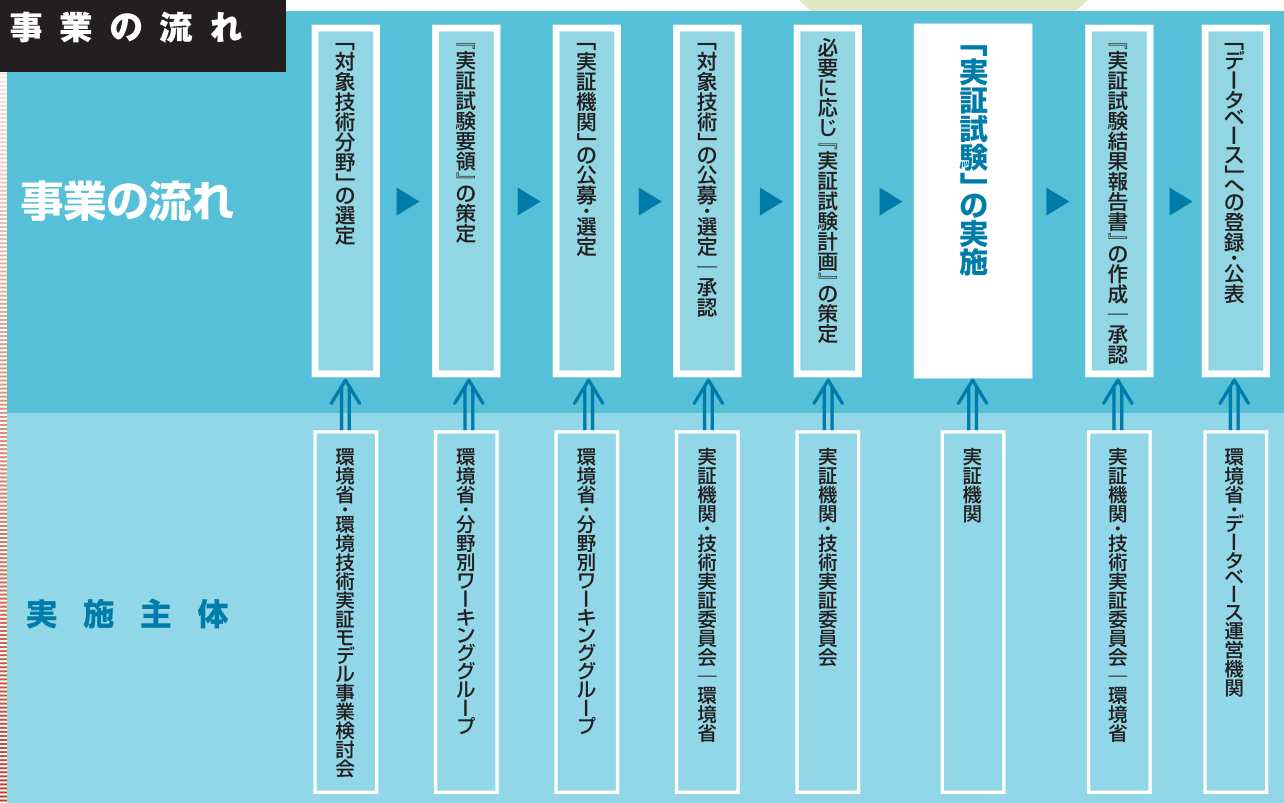 事業の流れ
事業の流れ
「対象技術分野」の選定
『実証試験要領』の策定
「実証機関」の公募・選定
「対象技術」の公募・選定―承認
必要に応じ『実証試験計画』の策定
「実証試験」の実施
『実証試験結果報告書』の作成―承認
「データベース」への登録・公表
実施主体
環境省・環境技術実証モデル事業検討会
環境省・分野別ワーキンググループ
環境省・分野別ワーキンググループ
実証機関・技術実証委員会―環境省
実証機関・技術実証委員会
実証機関
実証機関・技術実証委員会―環境省
環境省・データベース運営機関